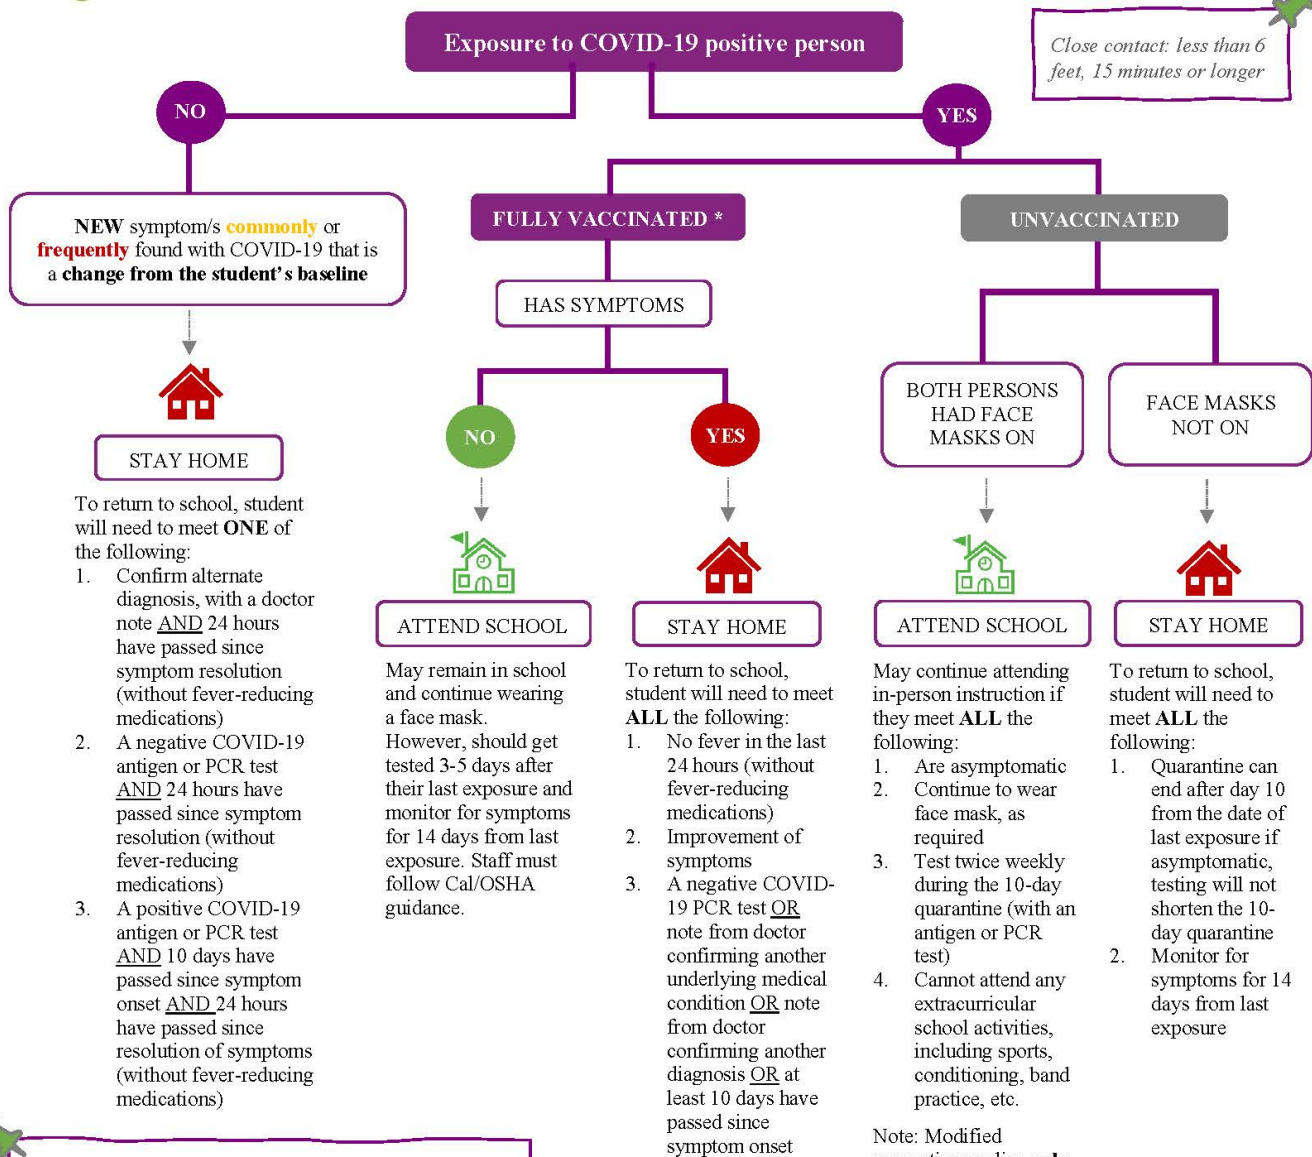 Exposure to COVID-19 positive person
Close contact: less than 6
feet, 15 minutes or longer
NO
YES
NEW symptom/s commonly or
frequently found with COVID-19 that is
a change from the student's baseline
STAY HOME
To return to school, student
will need to meet ONE of
the following:
1. Confirm alternate
diagnosis, with a doctor
note AND 24 hours
have passed since
symptom resolution
(without fever-reducing
medications)
2. A negative COVID-19
antigen or PCR test
AND 24 hours have
passed since symptom
resolution (without
fever-reducing
medications)
3. A positive COVID-19
antigen or PCR test
AND 10 days have
passed since symptom
onset AND 24 hours
have passed since
resolution of symptoms
(without fever-reducing
medications)
FULLY VACCINATED *
HAS SYMPTOMS
NO
ATTEND SCHOOL
May remain in school
and continue wearing
a face mask.
However, should get
tested 3-5 days after
their last exposure and
monitor for symptoms
for 14 days from last
exposure. Staff must
follow Cal/OSHA
guidance.
YES
STAY HOME
To return to school,
student will need to meet
ALL the following:
1. No fever in the last
24 hours (without
fever-reducing
medications)
2. Improvement of
symptoms
3. A negative COVID-
19 PCR test OR
note from doctor
confirming another
underlying medical
condition OR note
from doctor
confirming another
diagnosis OR at
least 10 days have
passed since
symptom onset
UNVACCINATED
BOTH PERSONS
HAD FACE
MASKS ON
ATTEND SCHOOL
May continue attending
in-person instruction if
they meet ALL the
following:
1. Are asymptomatic
2. Continue to wear
face mask, as
required
3. Test twice weekly
during the 10-day
quarantine (with an
antigen or PCR
test)
4. Cannot attend any
extracurricular
school activities,
including sports,
conditioning, band
practice, etc.
Note: Modified
FACE MASKS
NOT ON
STAY HOME
To return to school,
student will need to
meet ALL the
following:
1. Quarantine can
end after day 10
from the date of
last exposure if
asymptomatic,
testing will not
shorten the 10-
day quarantine
2. Monitor for
symptoms for 14
days from last
exposure